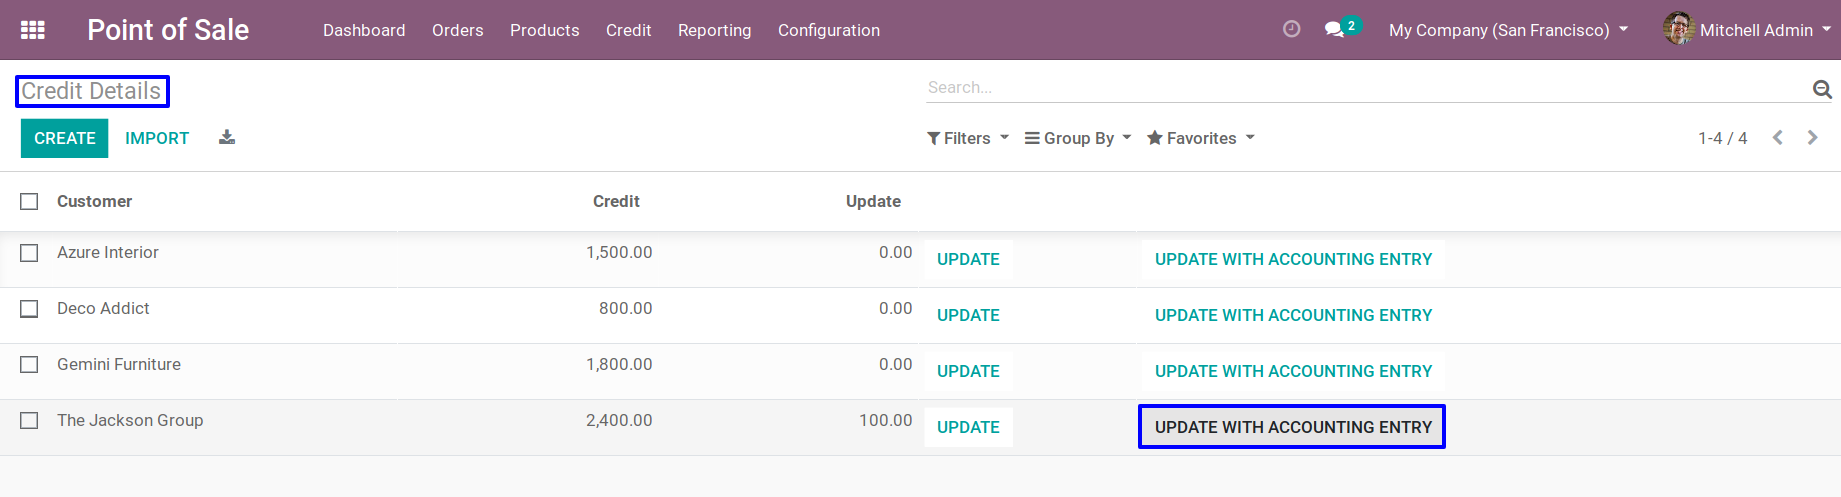 Point of Sale Dashboard Orders Products Credit Reporting Configuration 2 My Company (San Francisco) Mitchell Admin
Credit Details Search...
CREATE IMPORT Filters Group By Favorites 1-4 / 4
Customer Credit Update
Azure Interior 1,500.00 0.00 UPDATE UPDATE WITH ACCOUNTING ENTRY
Deco Addict 800.00 0.00 UPDATE UPDATE WITH ACCOUNTING ENTRY
Gemini Furniture 1,800.00 0.00 UPDATE UPDATE WITH ACCOUNTING ENTRY
The Jackson Group 2,400.00 100.00 UPDATE UPDATE WITH ACCOUNTING ENTRY